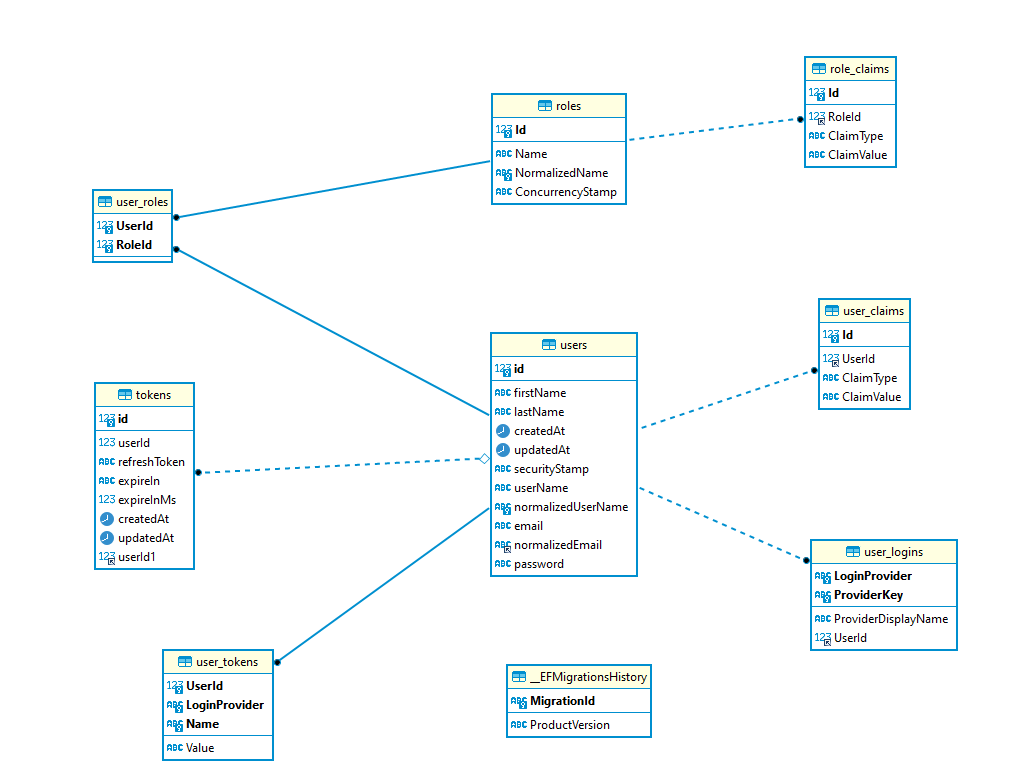 role_claims
123 Id
123 RoleId
ABC ClaimType
ABC ClaimValue
roles
123 Id
ABC Name
ABC NormalizedName
ABC ConcurrencyStamp
user_roles
123 UserId
123 RoleId
user_claims
123 Id
123 UserId
ABC ClaimType
ABC ClaimValue
users
123 id
ABC firstName
ABC lastName
createdAt
updatedAt
ABC securityStamp
ABC userName
ABC normalizedUserName
ABC email
ABC normalizedEmail
ABC password
tokens
123 id
123 userId
ABC refreshToken
ABC expireIn
123 expireInMs
createdAt
updatedAt
123 userId1
user_logins
ABC LoginProvider
ABC ProviderKey
ABC ProviderDisplayName
123 UserId
user_tokens
123 UserId
ABC LoginProvider
ABC Name
ABC Value
__EFMigrationsHistory
ABC MigrationId
ABC ProductVersion